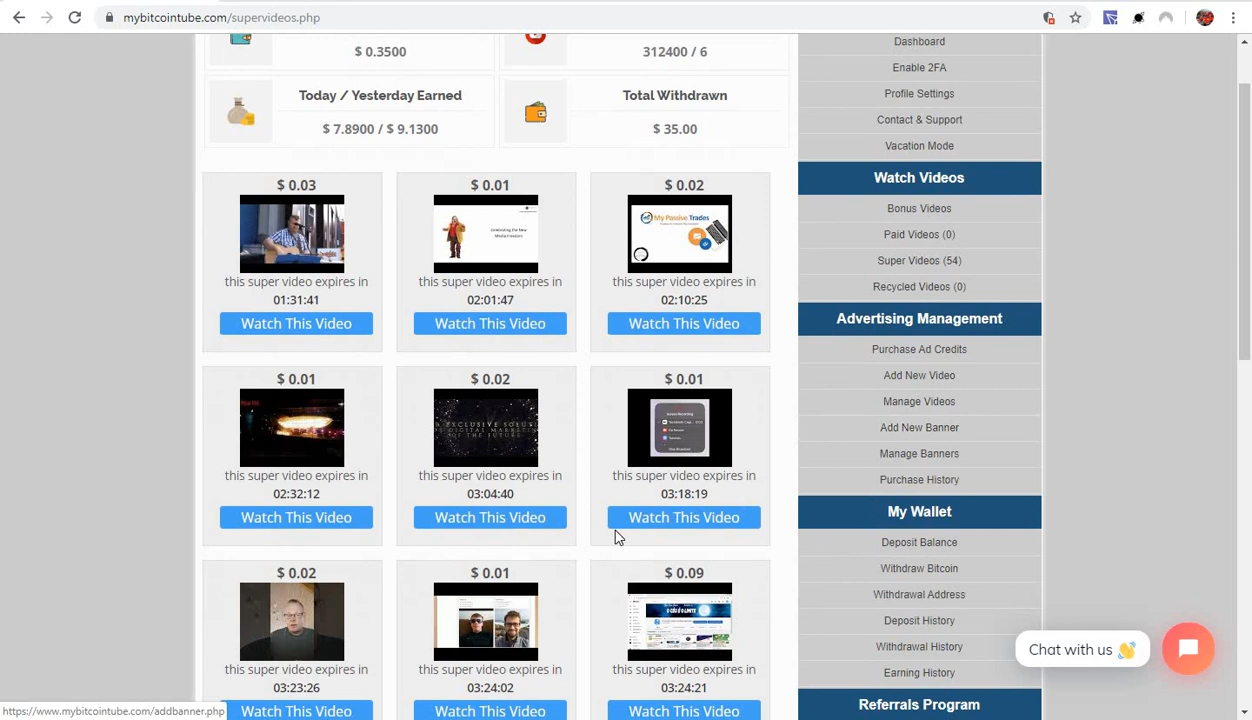 mybitcointube.com/supervideos.php
$ 0.3500
312400 / 6
Today / Yesterday Earned
$ 7.8900 / $ 9.1300
Total Withdrawn
$ 35.00
$ 0.03
this super video expires in
01:31:41
Watch This Video
$ 0.01
Celebrating the New
Media Freedom
this super video expires in
02:01:47
Watch This Video
$ 0.02
My Passive Trades
this super video expires in
02:10:25
Watch This Video
$ 0.01
this super video expires in
02:32:12
Watch This Video
$ 0.02
EXCLUSIVE
DIGITAL
OF THE FUTURE
this super video expires in
03:04:40
Watch This Video
$ 0.01
this super video expires in
03:18:19
Watch This Video
$ 0.02
this super video expires in
03:23:26
Watch This Video
$ 0.01
this super video expires in
03:24:02
Watch This Video
$ 0.09
this super video expires in
03:24:21
Watch This Video
Dashboard
Enable 2FA
Profile Settings
Contact & Support
Vacation Mode
Watch Videos
Bonus Videos
Paid Videos (0)
Super Videos (54)
Recycled Videos (0)
Advertising Management
Purchase Ad Credits
Add New Video
Manage Videos
Add New Banner
Manage Banners
Purchase History
My Wallet
Deposit Balance
Withdraw Bitcoin
Withdrawal Address
Deposit History
Withdrawal History
Earning History
Referrals Program
Chat with us 👋
https://www.mybitcointube.com/addbanner.php